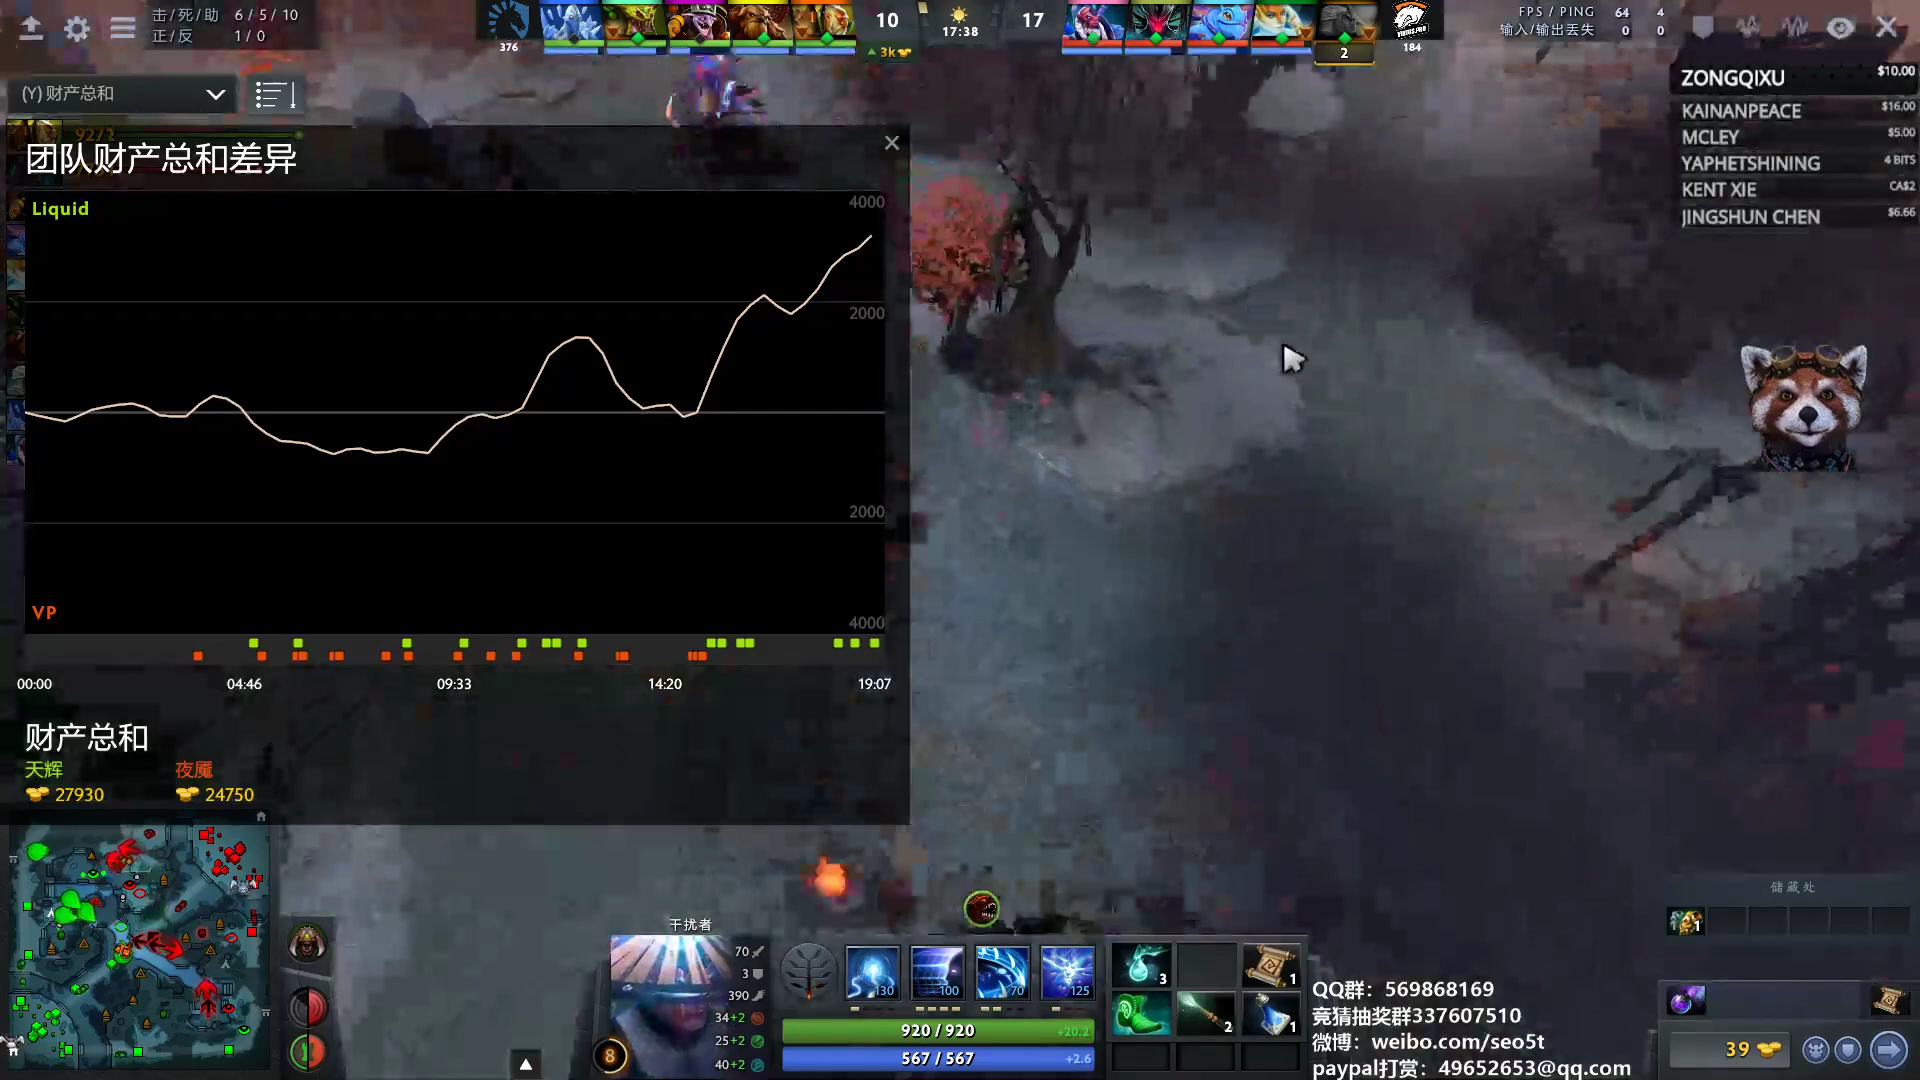 击/死/助 6/5/10
正/反 1/0
376
10
17:38
17
3k
2
184
FPS / PING 64 4
输入/输出丢失 0 0
(Y) 财产总和
ZONGQIXU $10.00
KAINANPEACE $16.00
MCLEY $5.00
YAPHETSHINING 4 BITS
KENT XIE CA$2
JINGSHUN CHEN $6.66
团队财产总和差异
Liquid
4000
2000
2000
VP
4000
00:00 04:46 09:33 14:20 19:07
财产总和
天辉 夜魇
27930 24750
储藏处
1
干扰者
70
3
390
34+2
25+2
40+2
8
130
100
70
125
920 / 920 +20.2
567 / 567 +2.6
3
1
2
1
39
QQ群：569868169
竞猜抽奖群337607510
微博：weibo.com/seo5t
paypal打赏：49652653@qq.com